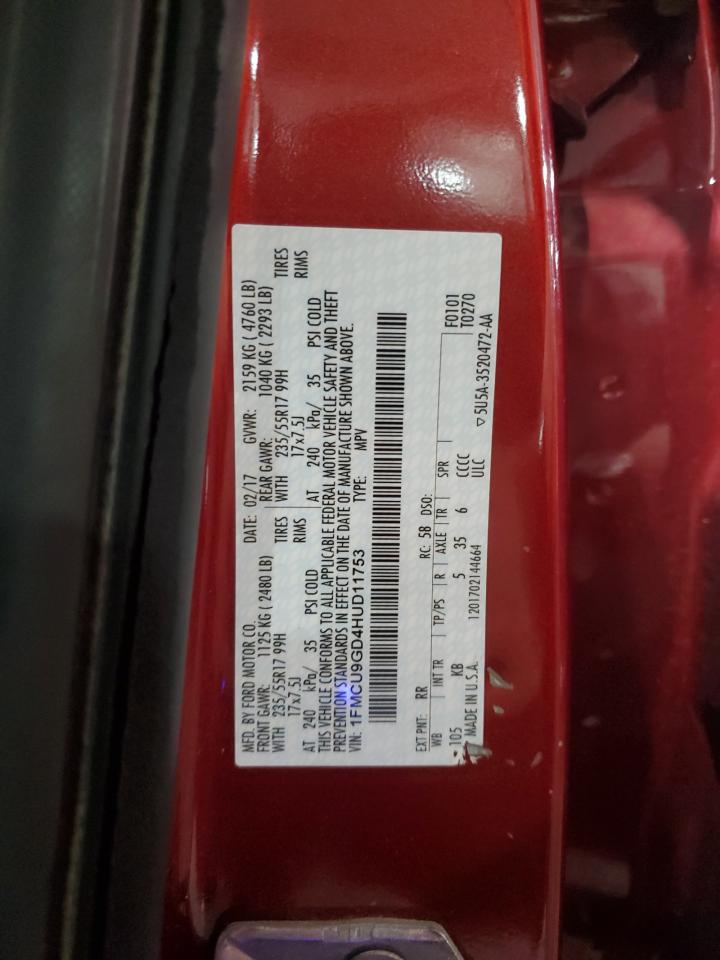 MFD. BY FORD MOTOR CO. DATE: 02/17 GVWR: 2159 KG ( 4760 LB)
FRONT GAWR: 1125 KG ( 2480 LB) REAR GAWR: 1040 KG ( 2293 LB)
WITH 235/55R17 99H TIRES WITH 235/55R17 99H TIRES
17x7.5J RIMS 17x7.5J RIMS
AT 240 kPa/ 35 PSI COLD AT 240 kPa/ 35 PSI COLD
THIS VEHICLE CONFORMS TO ALL APPLICABLE FEDERAL MOTOR VEHICLE SAFETY AND THEFT
PREVENTION STANDARDS IN EFFECT ON THE DATE OF MANUFACTURE SHOWN ABOVE.
VIN: 1FMCU9GD4HUD11753 TYPE: MPV
EXT PNT: RR RC: 58 DSO: F0101
WB INT TR TP/PS R AXLE TR SPR T0270
105 KB 5 35 6 CCCC
MADE IN U.S.A. 1201702144664 ULC ▽5U5A-3520472-AA